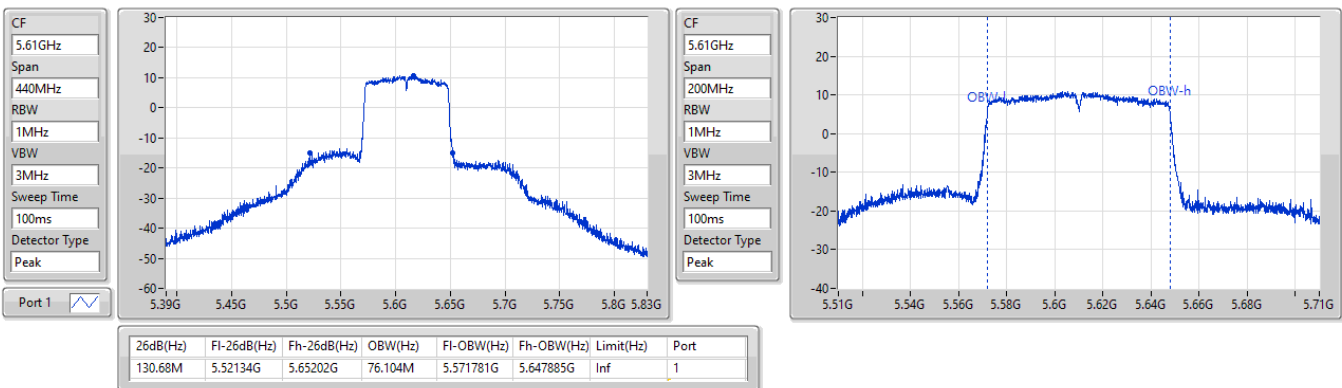 CF
5.61GHz
Span
440MHz
RBW
1MHz
VBW
3MHz
Sweep Time
100ms
Detector Type
Peak
Port 1
30
20
10
0
-10
-20
-30
-40
-50
-60
5.39G 5.45G 5.5G 5.55G 5.6G 5.65G 5.7G 5.75G 5.8G 5.83G
CF
5.61GHz
Span
200MHz
RBW
1MHz
VBW
3MHz
Sweep Time
100ms
Detector Type
Peak
30
20
10
0
-10
-20
-30
-40
OBW-l
OBW-h
5.51G 5.54G 5.56G 5.58G 5.6G 5.62G 5.64G 5.66G 5.68G 5.71G
26dB(Hz) Fl-26dB(Hz) Fh-26dB(Hz) OBW(Hz) Fl-OBW(Hz) Fh-OBW(Hz) Limit(Hz) Port
130.68M 5.52134G 5.65202G 76.104M 5.571781G 5.647885G Inf 1